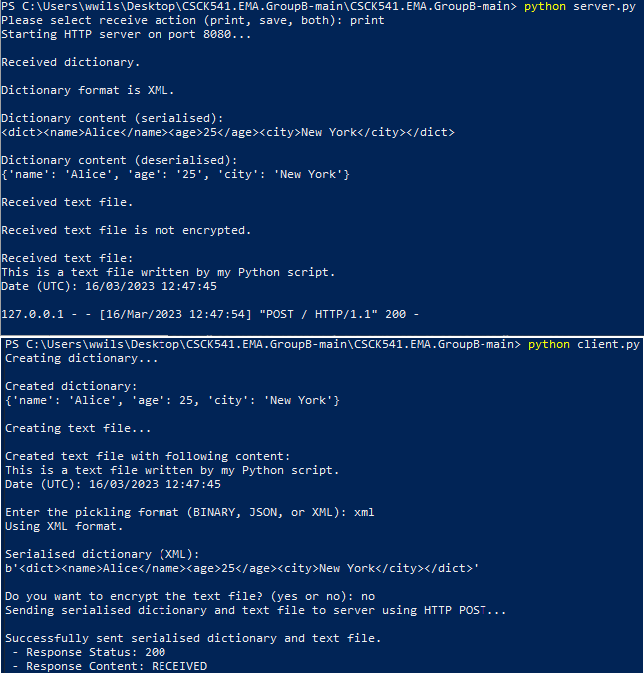 PS C:\Users\wwils\Desktop\CSCK541.EMA.GroupB-main\CSCK541.EMA.GroupB-main> python server.py
Please select receive action (print, save, both): print
Starting HTTP server on port 8080...
Received dictionary.
Dictionary format is XML.
Dictionary content (serialised):
<dict><name>Alice</name><age>25</age><city>New York</city></dict>
Dictionary content (deserialised):
{'name': 'Alice', 'age': '25', 'city': 'New York'}
Received text file.
Received text file is not encrypted.
Received text file:
This is a text file written by my Python script.
Date (UTC): 16/03/2023 12:47:45
127.0.0.1 - - [16/Mar/2023 12:47:54] "POST / HTTP/1.1" 200 -
PS C:\Users\wwils\Desktop\CSCK541.EMA.GroupB-main\CSCK541.EMA.GroupB-main> python client.py
Creating dictionary...
Created dictionary:
{'name': 'Alice', 'age': 25, 'city': 'New York'}
Creating text file...
Created text file with following content:
This is a text file written by my Python script.
Date (UTC): 16/03/2023 12:47:45
Enter the pickling format (BINARY, JSON, or XML): xml
Using XML format.
Serialised dictionary (XML):
b'<dict><name>Alice</name><age>25</age><city>New York</city></dict>'
Do you want to encrypt the text file? (yes or no): no
Sending serialised dictionary and text file to server using HTTP POST...
Successfully sent serialised dictionary and text file.
- Response Status: 200
- Response Content: RECEIVED